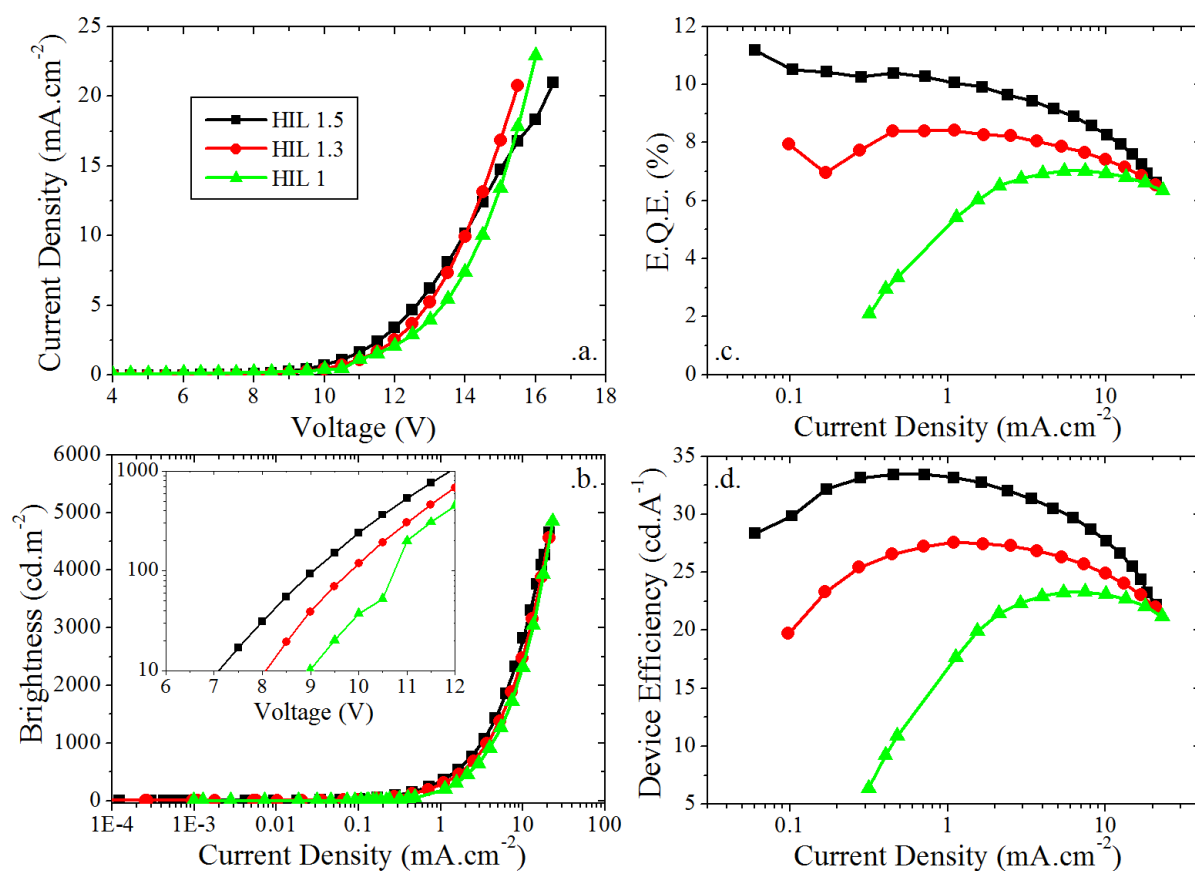 25
20
15
10
5
0
4 6 8 10 12 14 16 18
Current Density (mA.cm⁻²)
Voltage (V)
HIL 1.5
HIL 1.3
HIL 1
.a.
12
10
8
6
4
2
0
0.1 1 10
E.Q.E. (%)
Current Density (mA.cm⁻²)
.c.
6000
5000
4000
3000
2000
1000
0
1E-4 1E-3 0.01 0.1 1 10 100
Brightness (cd.m⁻²)
Current Density (mA.cm⁻²)
.b.
1000
100
10
6 7 8 9 10 11 12
Voltage (V)
35
30
25
20
15
10
5
0.1 1 10
Device Efficiency (cd.A⁻¹)
Current Density (mA.cm⁻²)
.d.